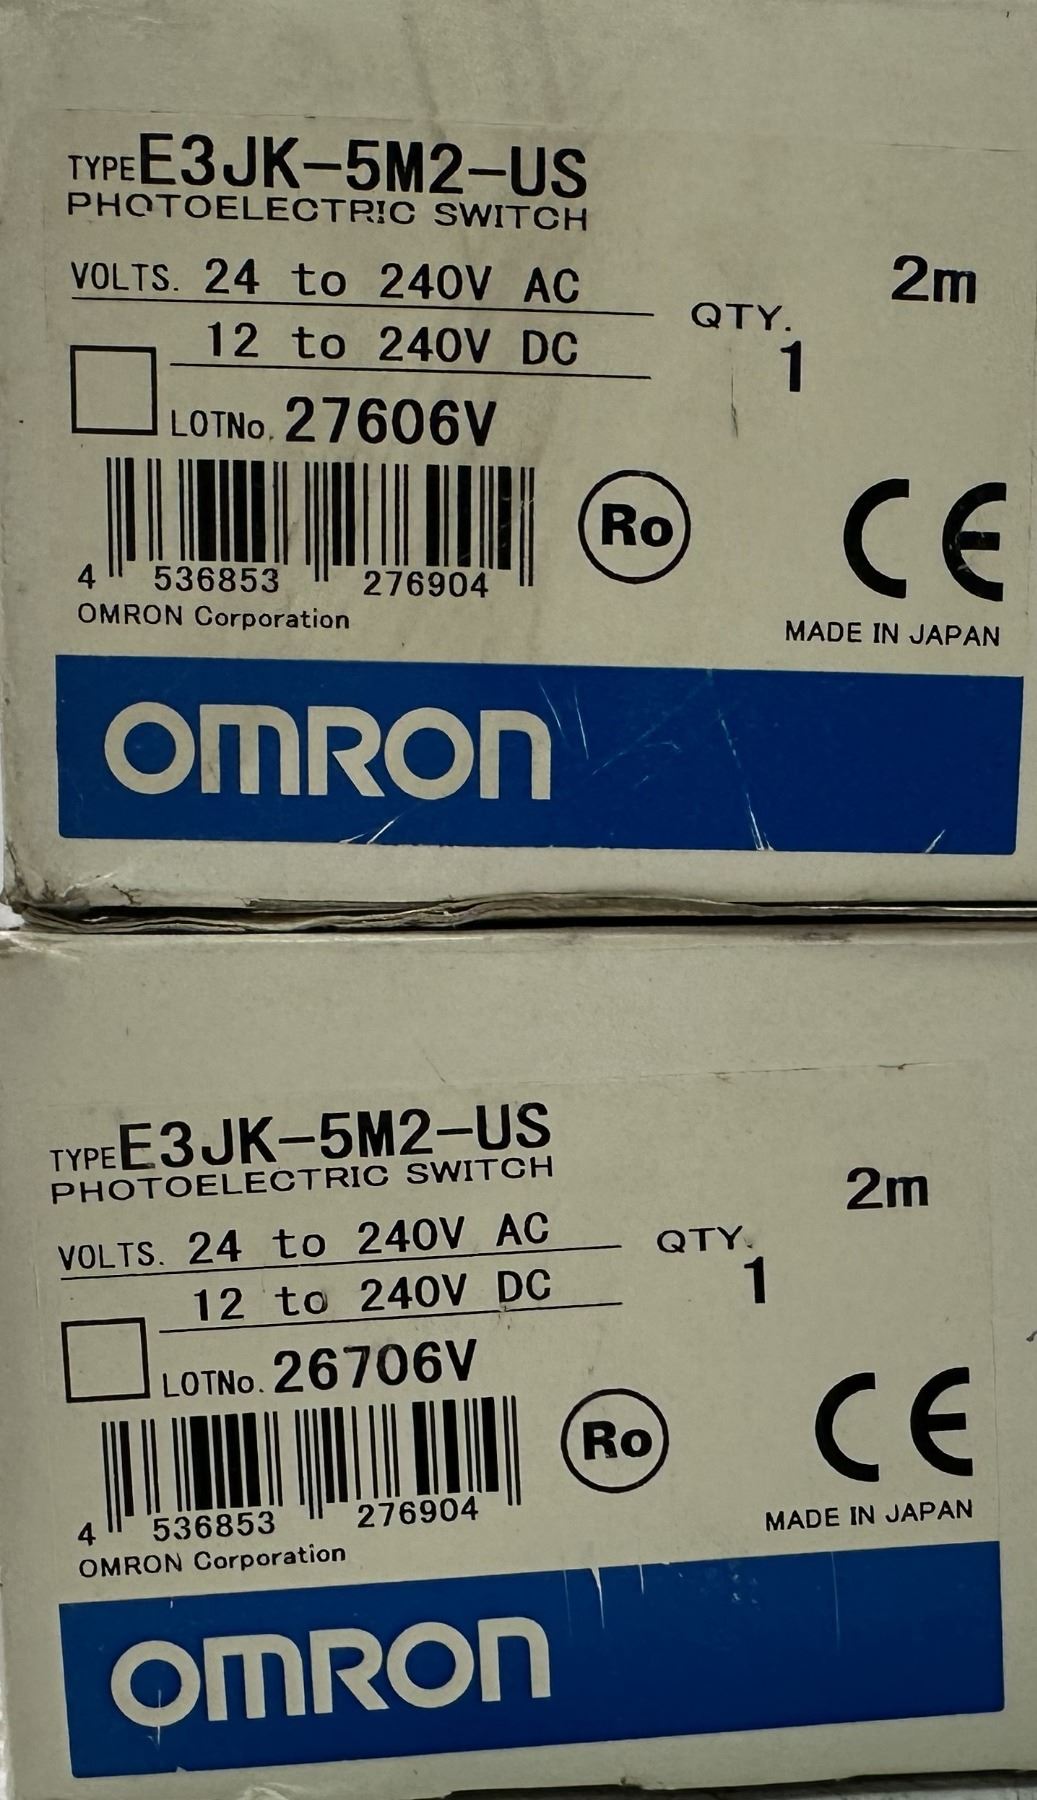 TYPE E3JK-5M2-US
PHOTOELECTRIC SWITCH
VOLTS. 24 to 240V AC
12 to 240V DC
2m
QTY.
1
LOTNo. 27606V
4 536853 276904
Ro
CE
OMRON Corporation
MADE IN JAPAN
OMRON
TYPE E3JK-5M2-US
PHOTOELECTRIC SWITCH
VOLTS. 24 to 240V AC
12 to 240V DC
2m
QTY.
1
LOTNo. 26706V
4 536853 276904
Ro
CE
OMRON Corporation
MADE IN JAPAN
OMRON